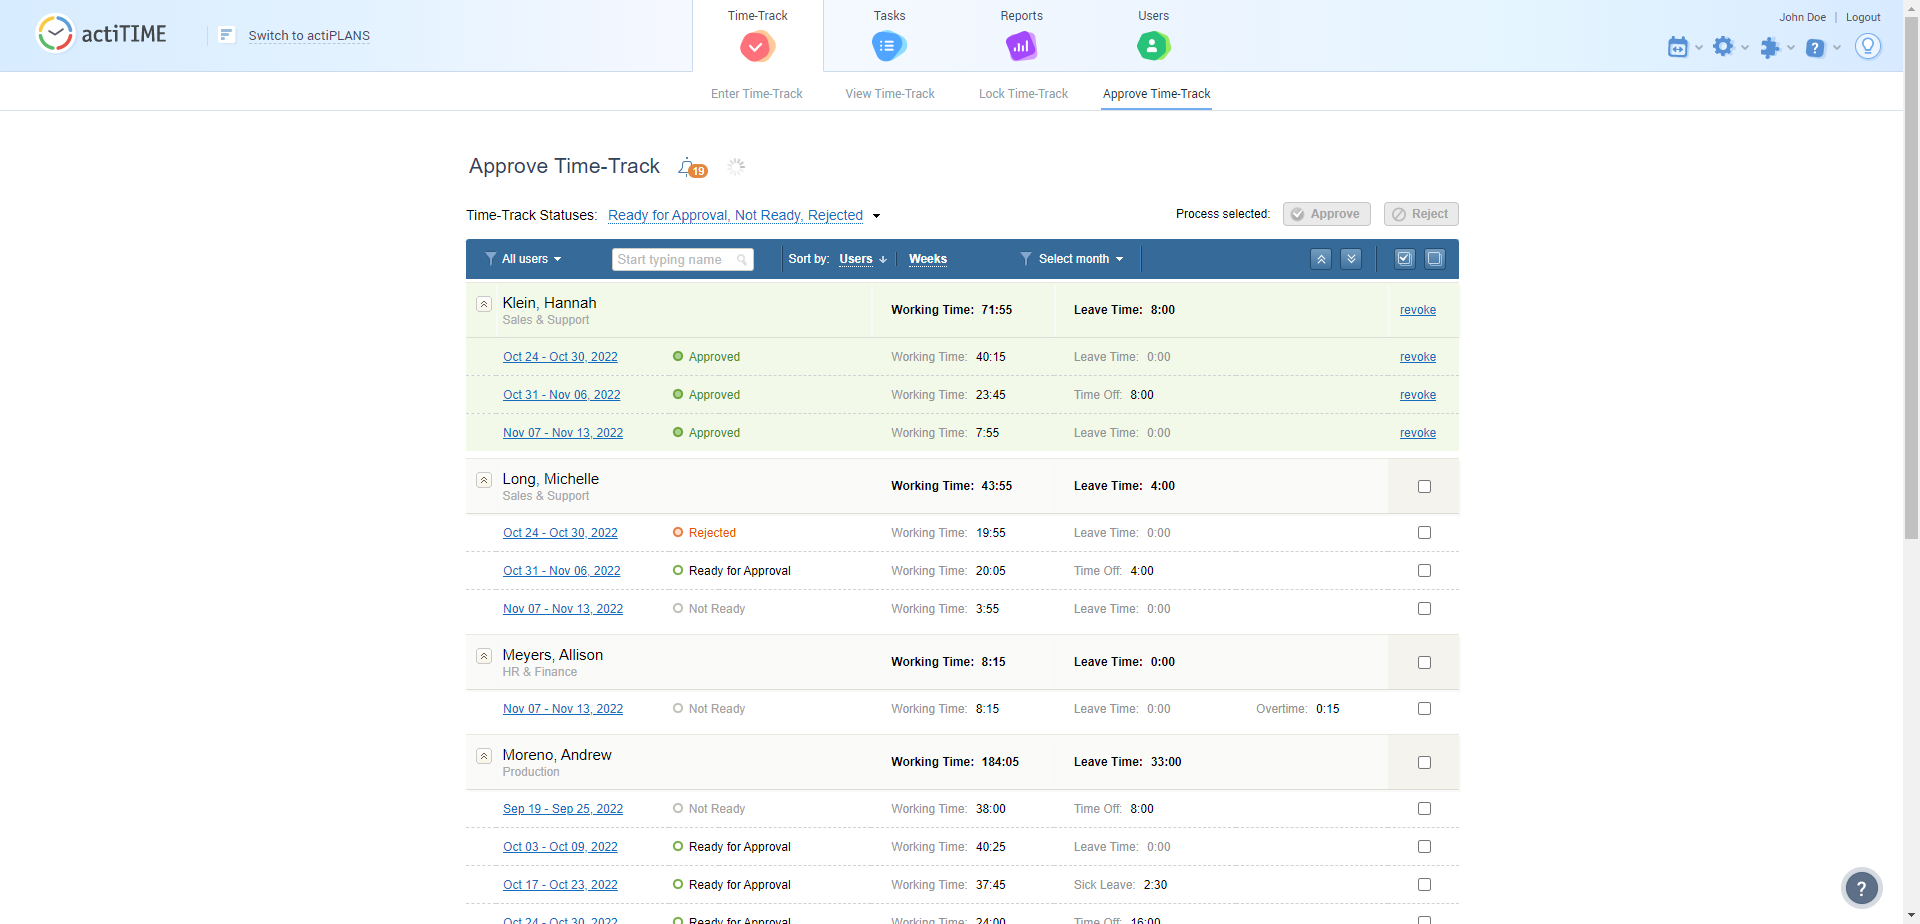 actiTIME
Switch to actiPLANS
Time-Track
Tasks
Reports
Users
John Doe | Logout
Enter Time-Track
View Time-Track
Lock Time-Track
Approve Time-Track
Approve Time-Track 19
Time-Track Statuses: Ready for Approval, Not Ready, Rejected
Process selected: Approve Reject
All users Start typing name Sort by: Users Weeks Select month
Klein, Hannah
Sales & Support
Working Time: 71:55 Leave Time: 8:00 revoke
Oct 24 - Oct 30, 2022 Approved Working Time: 40:15 Leave Time: 0:00 revoke
Oct 31 - Nov 06, 2022 Approved Working Time: 23:45 Time Off: 8:00 revoke
Nov 07 - Nov 13, 2022 Approved Working Time: 7:55 Leave Time: 0:00 revoke
Long, Michelle
Sales & Support
Working Time: 43:55 Leave Time: 4:00
Oct 24 - Oct 30, 2022 Rejected Working Time: 19:55 Leave Time: 0:00
Oct 31 - Nov 06, 2022 Ready for Approval Working Time: 20:05 Time Off: 4:00
Nov 07 - Nov 13, 2022 Not Ready Working Time: 3:55 Leave Time: 0:00
Meyers, Allison
HR & Finance
Working Time: 8:15 Leave Time: 0:00
Nov 07 - Nov 13, 2022 Not Ready Working Time: 8:15 Leave Time: 0:00 Overtime: 0:15
Moreno, Andrew
Production
Working Time: 184:05 Leave Time: 33:00
Sep 19 - Sep 25, 2022 Not Ready Working Time: 38:00 Time Off: 8:00
Oct 03 - Oct 09, 2022 Ready for Approval Working Time: 40:25 Leave Time: 0:00
Oct 17 - Oct 23, 2022 Ready for Approval Working Time: 37:45 Sick Leave: 2:30
Oct 24 - Oct 30, 2022 Ready for Approval Working Time: 24:00 Time Off: 16:00
?